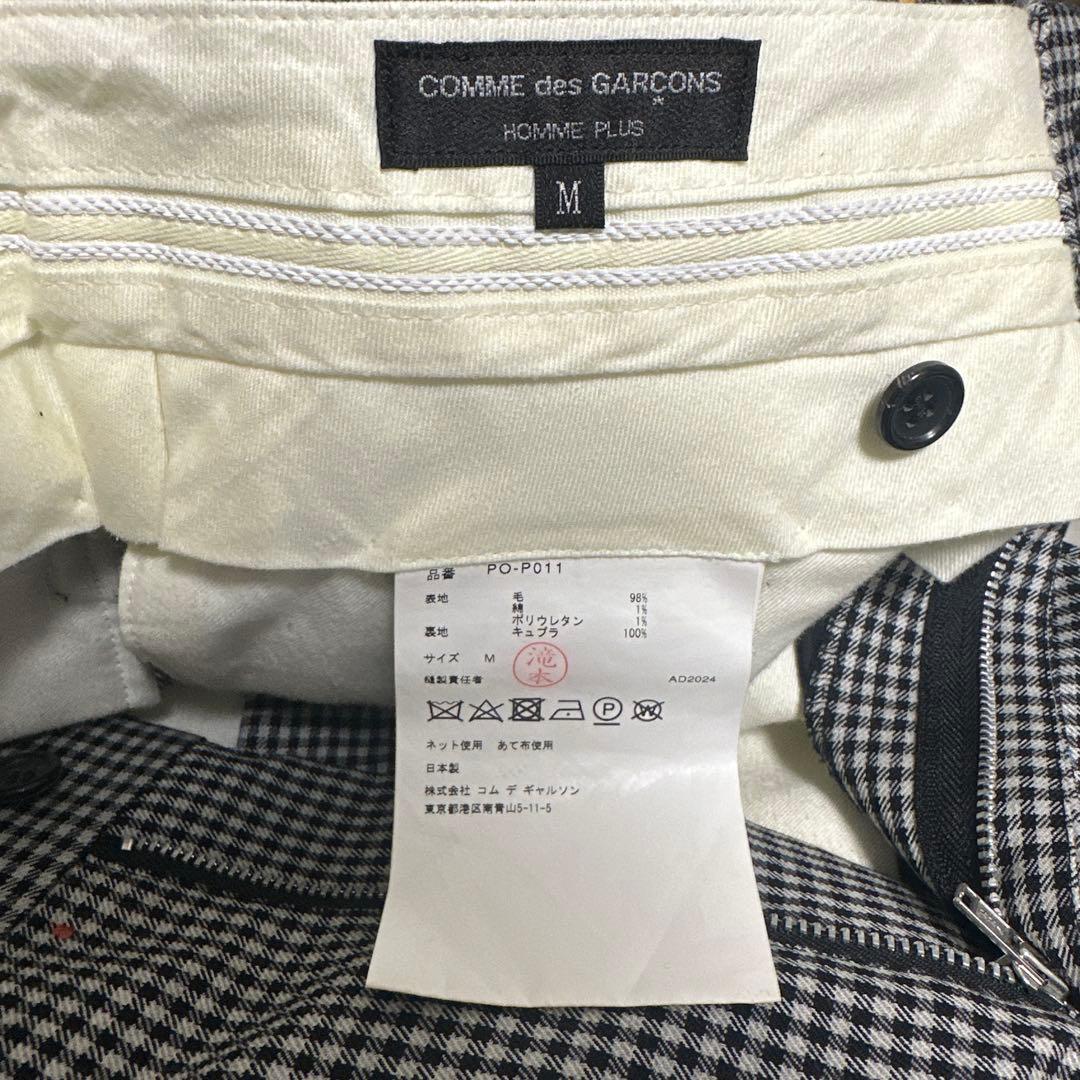 COMME des GARÇONS
HOMME PLUS
M
品番 PO-P011
表地 毛 98%
綿 1%
ポリウレタン 1%
裏地 キュプラ 100%
サイズ M
滝本
縫製責任者 AD2024
P W
ネット使用 あて布使用
日本製
株式会社 コム デ ギャルソン
東京都港区南青山5-11-5